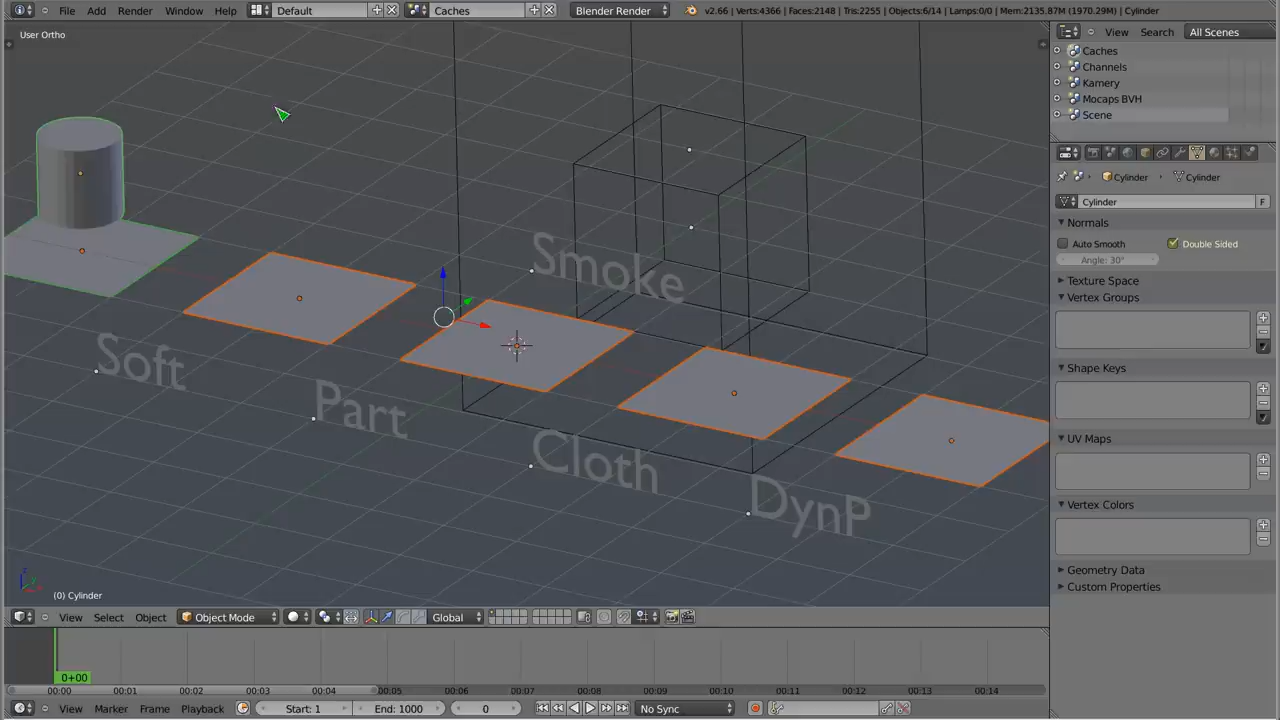 File Add Render Window Help Default Caches Blender Render v2.66 | Verts:4366 | Faces:2148 | Tris:2255 | Objects:6/14 | Lamps:0/0 | Mem:2135.87M (1970.29M) | Cylinder
User Ortho
View Search All Scenes
Caches
Channels
Kamery
Mocaps BVH
Scene
Cylinder Cylinder
Cylinder F
Normals
Auto Smooth Double Sided
Angle: 30°
Texture Space
Vertex Groups
Shape Keys
UV Maps
Vertex Colors
Geometry Data
Custom Properties
Smoke
Soft
Part
Cloth
DynP
(0) Cylinder
View Select Object Object Mode Global
0+00
00:00 00:01 00:02 00:03 00:04 00:05 00:06 00:07 00:08 00:09 00:10 00:11 00:12 00:13 00:14
View Marker Frame Playback Start: 1 End: 1000 0 No Sync